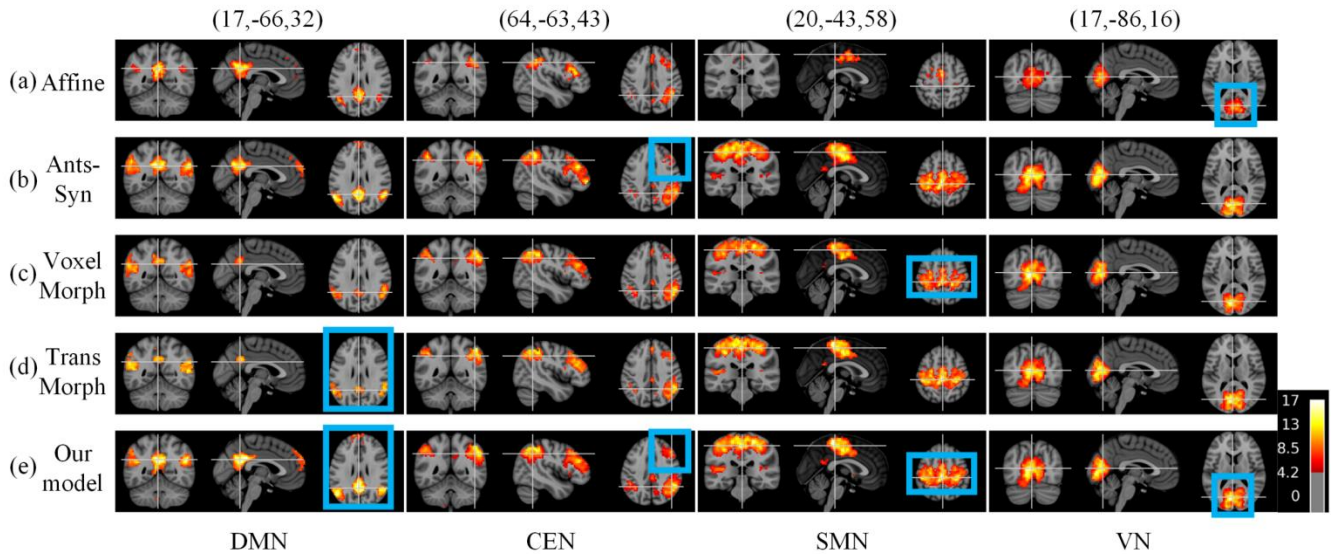 (17,-66,32) (64,-63,43) (20,-43,58) (17,-86,16)
(a) Affine
(b) Ants-
Syn
(c) Voxel
Morph
(d) Trans
Morph
(e) Our
model
17
13
8.5
4.2
0
DMN CEN SMN VN